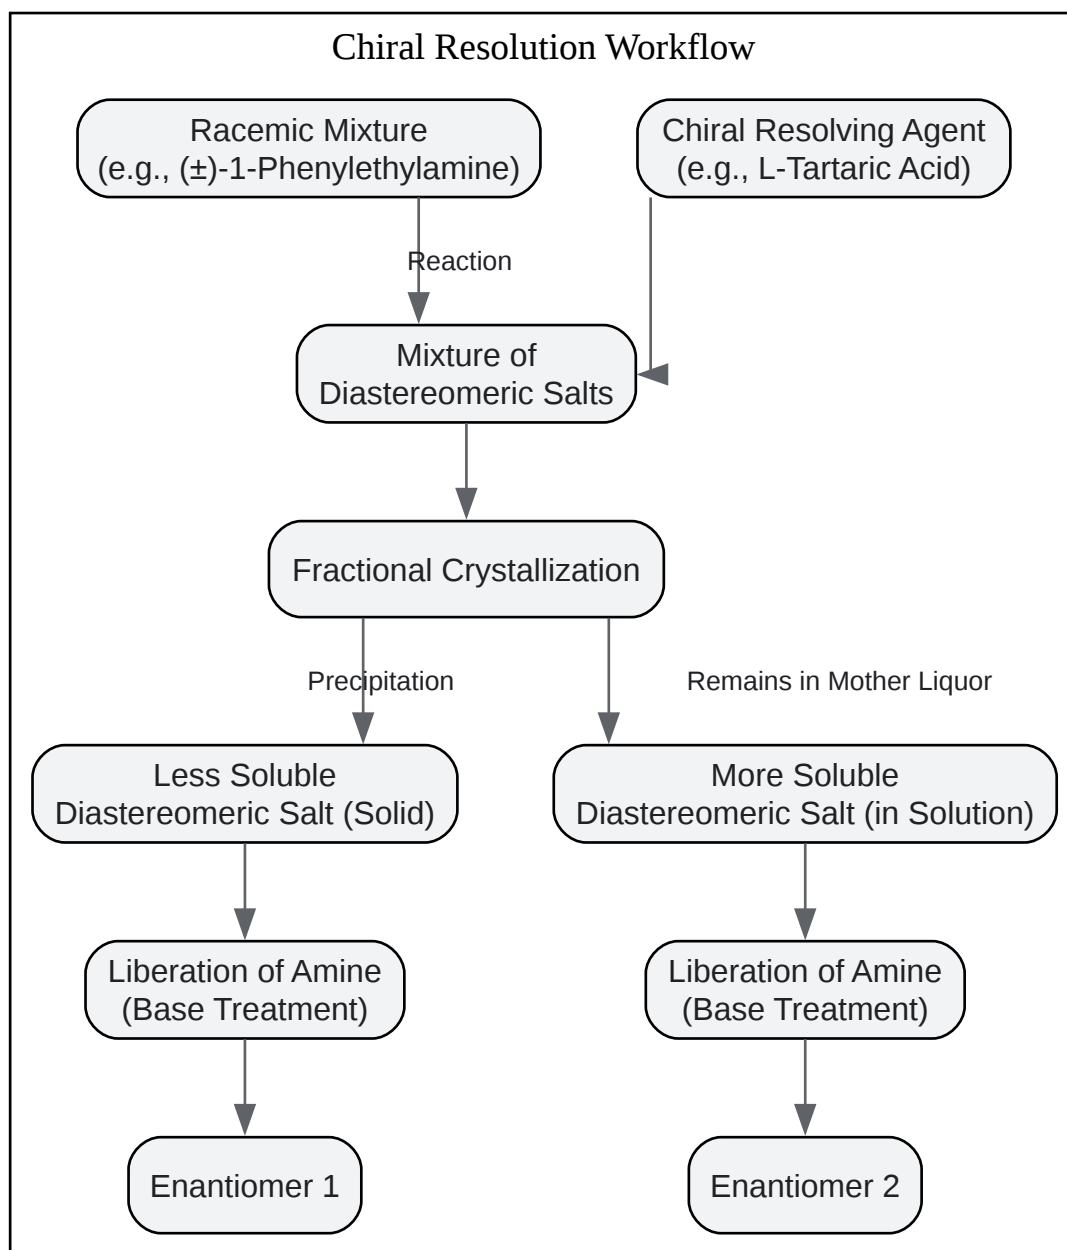 Chiral Resolution Workflow
Racemic Mixture
(e.g., (±)-1-Phenylethylamine)
Chiral Resolving Agent
(e.g., L-Tartaric Acid)
Reaction
Mixture of
Diastereomeric Salts
Fractional Crystallization
Precipitation
Remains in Mother Liquor
Less Soluble
Diastereomeric Salt (Solid)
More Soluble
Diastereomeric Salt (in Solution)
Liberation of Amine
(Base Treatment)
Liberation of Amine
(Base Treatment)
Enantiomer 1
Enantiomer 2